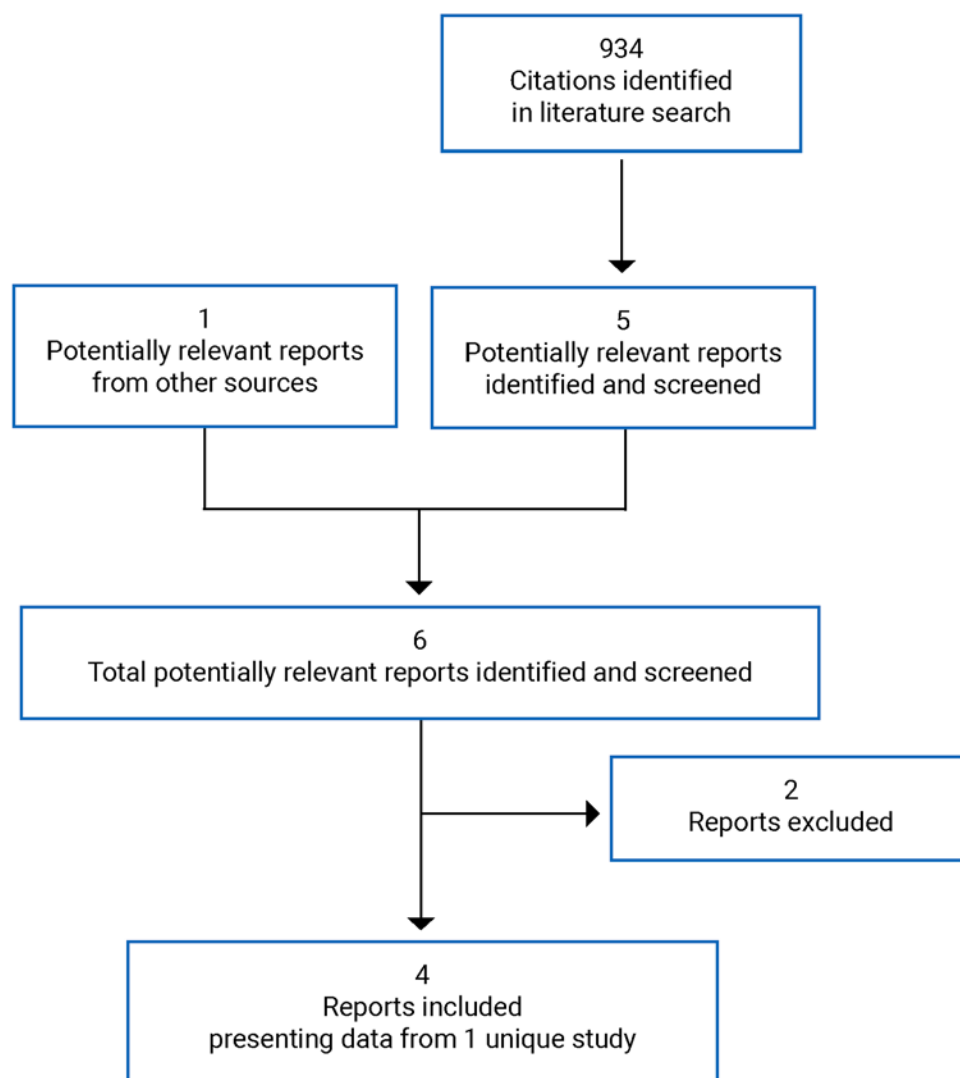 934
Citations identified
in literature search
1
Potentially relevant reports
from other sources
5
Potentially relevant reports
identified and screened
6
Total potentially relevant reports identified and screened
2
Reports excluded
4
Reports included
presenting data from 1 unique study